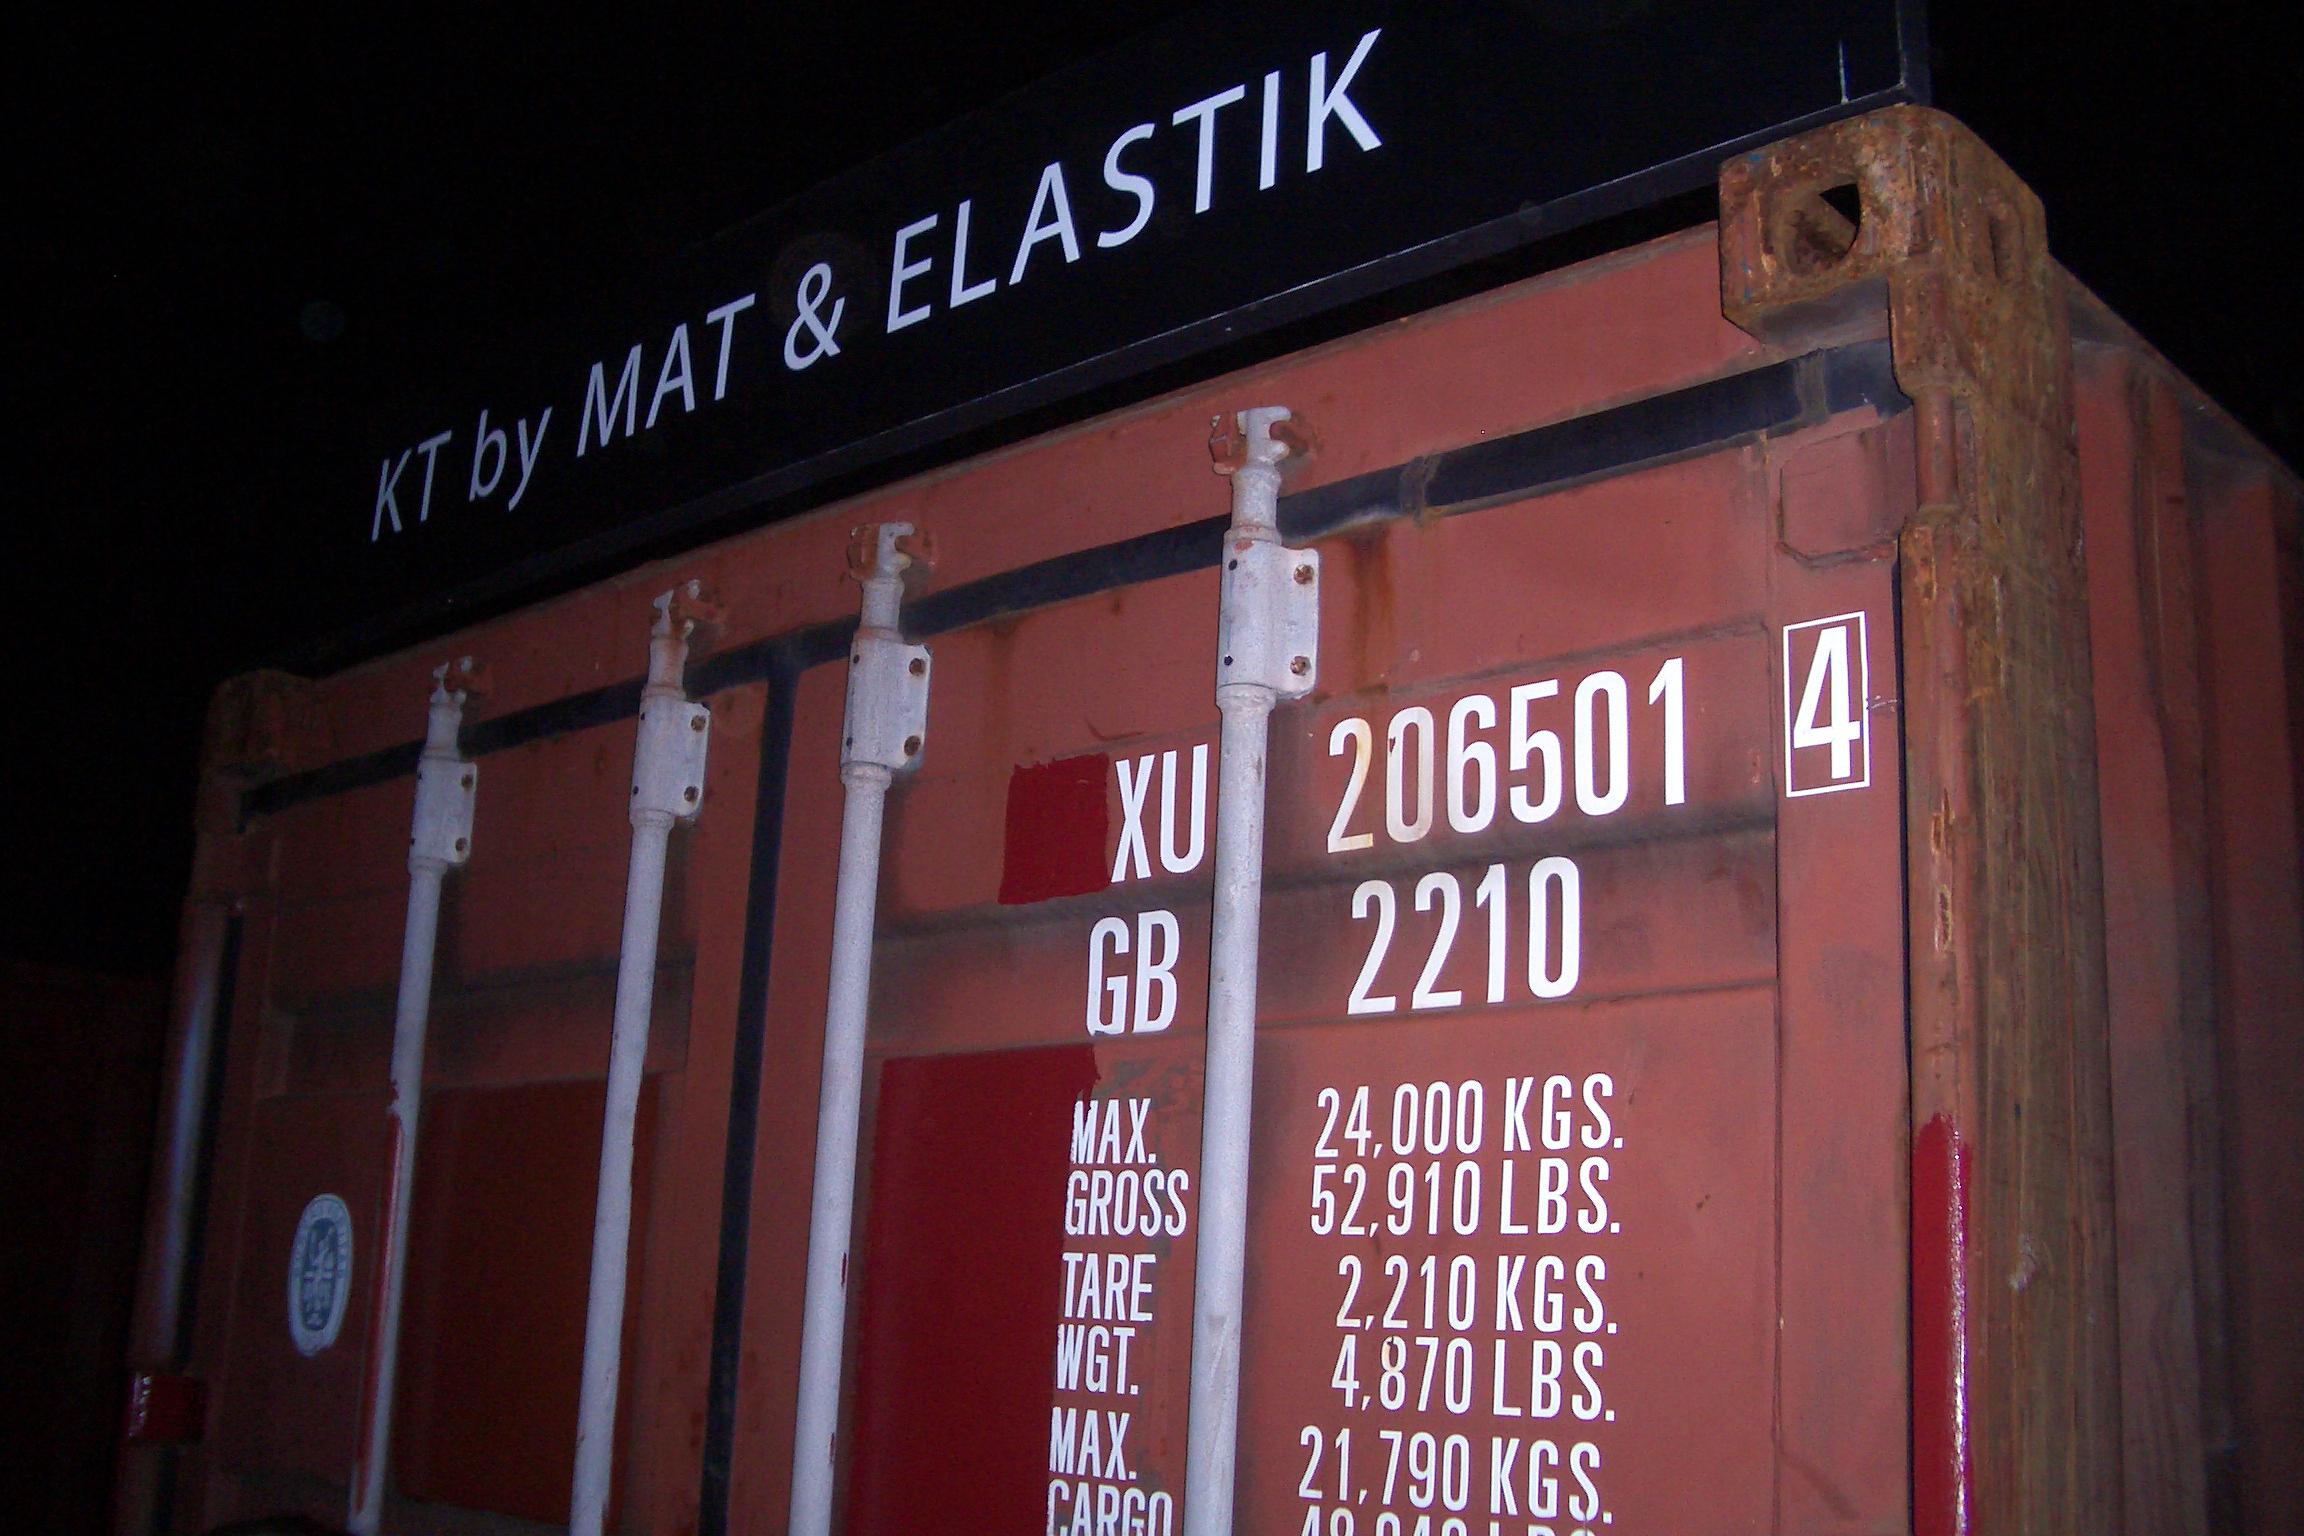 KT by MAT & ELASTIK
XU 206501 4
GB 2210
MAX. 24,000 KGS.
GROSS 52,910 LBS.
TARE 2,210 KGS.
WGT. 4,870 LBS.
MAX. 21,790 KGS.
CARGO